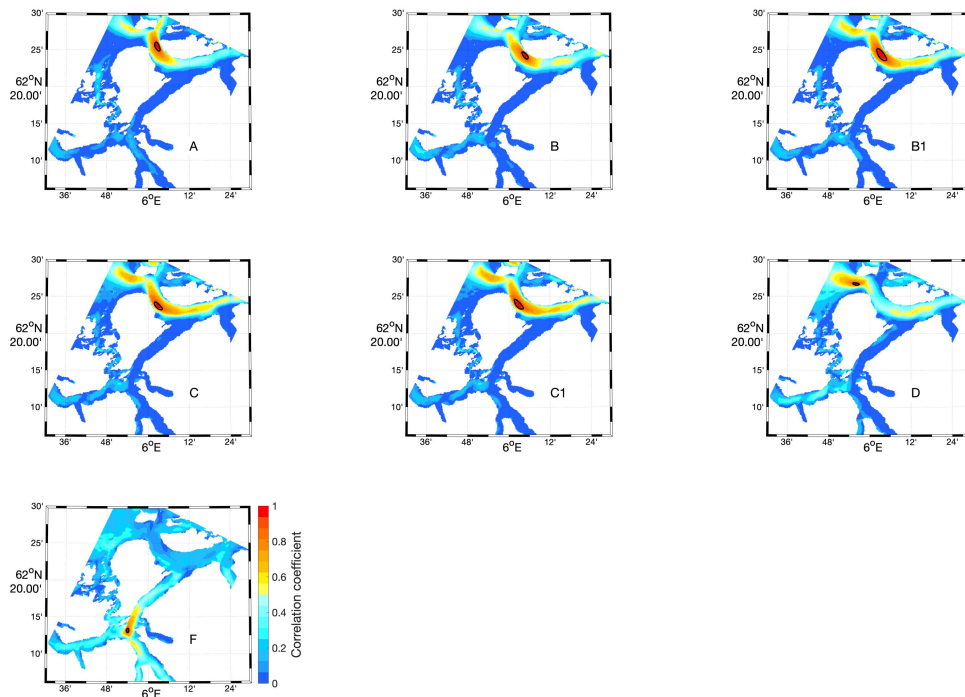 30'
25'
62°N
20.00'
15'
10'
A
36' 48' 6°E 12' 24'
30'
25'
62°N
20.00'
15'
10'
B
36' 48' 6°E 12' 24'
30'
25'
62°N
20.00'
15'
10'
B1
36' 48' 6°E 12' 24'
30'
25'
62°N
20.00'
15'
10'
C
36' 48' 6°E 12' 24'
30'
25'
62°N
20.00'
15'
10'
C1
36' 48' 6°E 12' 24'
30'
25'
62°N
20.00'
15'
10'
D
36' 48' 6°E 12' 24'
30'
25'
62°N
20.00'
15'
10'
F
36' 48' 6°E 12' 24'
1
0.8
0.6
0.4
0.2
0
Correlation coefficient